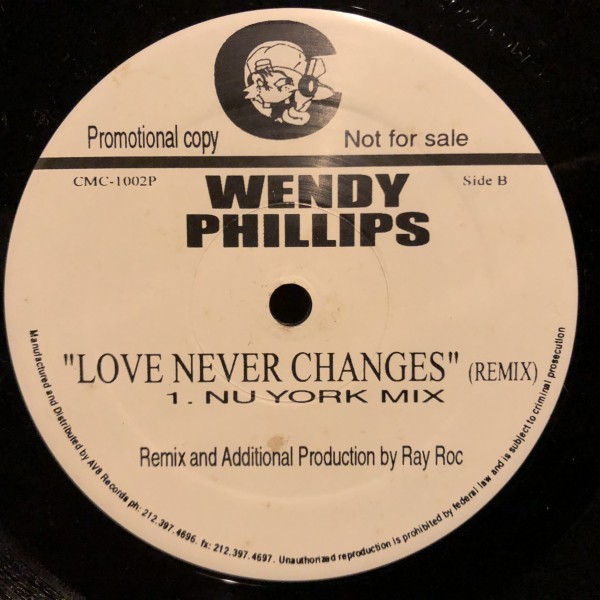 Promotional copy
Not for sale
CMC-1002P
Side B
WENDY
PHILLIPS
"LOVE NEVER CHANGES" (REMIX)
1. NU YORK MIX
Remix and Additional Production by Ray Roc
Manufactured and Distributed by AV8 Records ph: 212.397.4696. fx: 212.397.4697. Unauthorized reproduction is prohibited by federal law and is subject to criminal prosecution